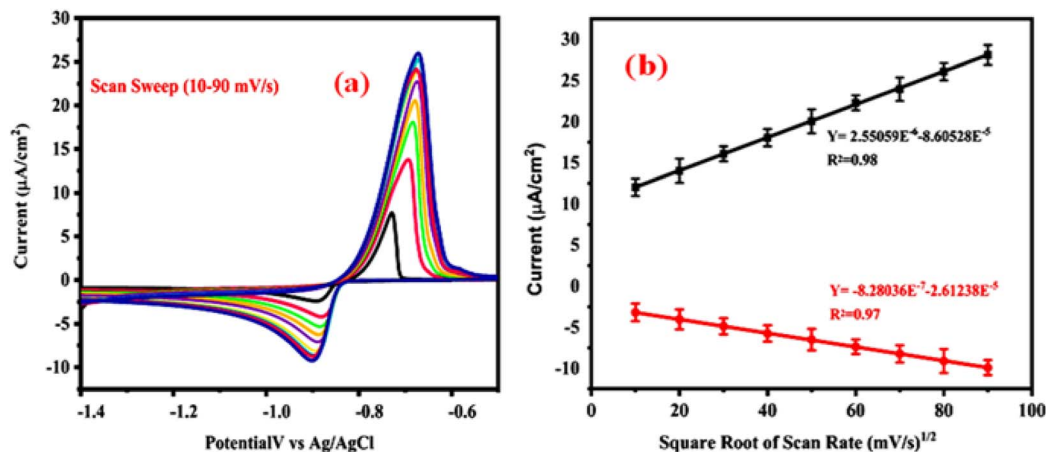 30
25
20
15
10
5
0
-5
-10
-15
-20
Current (μA/cm²)
Scan Sweep (10-90 mV/s)
(a)
-1.4 -1.2 -1.0 -0.8 -0.6
PotentialV vs Ag/AgCl
30
25
20
15
10
5
0
-5
-10
Current (μA/cm²)
(b)
Y= 2.55059E⁻⁶-8.60528E⁻⁵
R²=0.98
Y= -8.28036E⁻⁷-2.61238E⁻⁵
R²=0.97
0 20 40 60 80 100
Square Root of Scan Rate (mV/s)¹/²